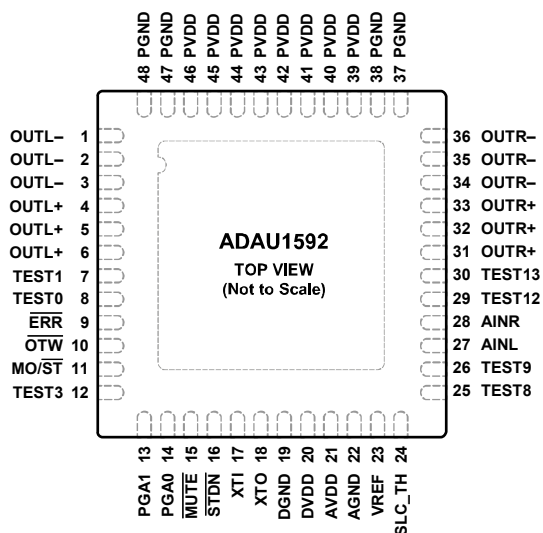 48 PGND
47 PGND
46 PVDD
45 PVDD
44 PVDD
43 PVDD
42 PVDD
41 PVDD
40 PVDD
39 PVDD
38 PGND
37 PGND
OUTL– 1
OUTL– 2
OUTL– 3
OUTL+ 4
OUTL+ 5
OUTL+ 6
TEST1 7
TEST0 8
ERR 9
OTW 10
MO/ST 11
TEST3 12
ADAU1592
TOP VIEW
(Not to Scale)
36 OUTR–
35 OUTR–
34 OUTR–
33 OUTR+
32 OUTR+
31 OUTR+
30 TEST13
29 TEST12
28 AINR
27 AINL
26 TEST9
25 TEST8
PGA1 13
PGA0 14
MUTE 15
STDN 16
XTI 17
XTO 18
DGND 19
DVDD 20
AVDD 21
AGND 22
VREF 23
SLC_TH 24